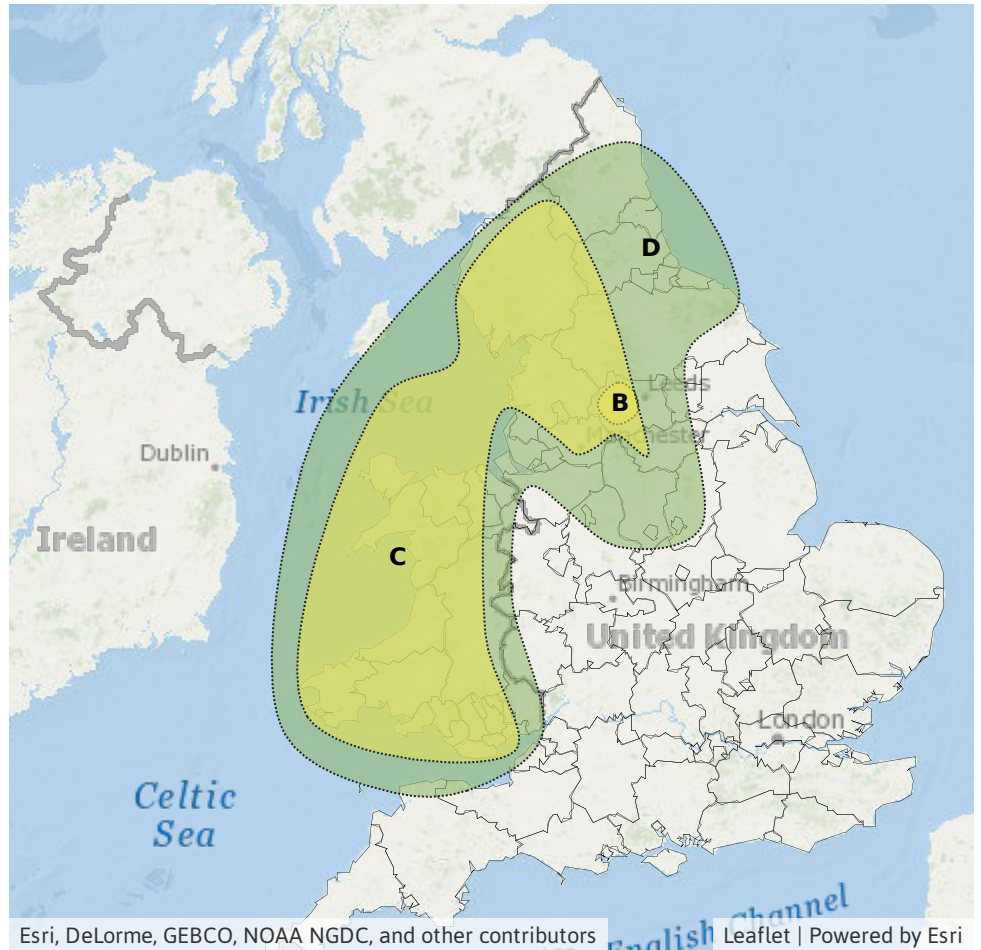 D
Irish Sea
Leeds
B
Manchester
Dublin
Ireland
C
Birmingham
United Kingdom
London
Celtic
Sea
English Channel
Esri, DeLorme, GEBCO, NOAA NGDC, and other contributors
Leaflet | Powered by Esri